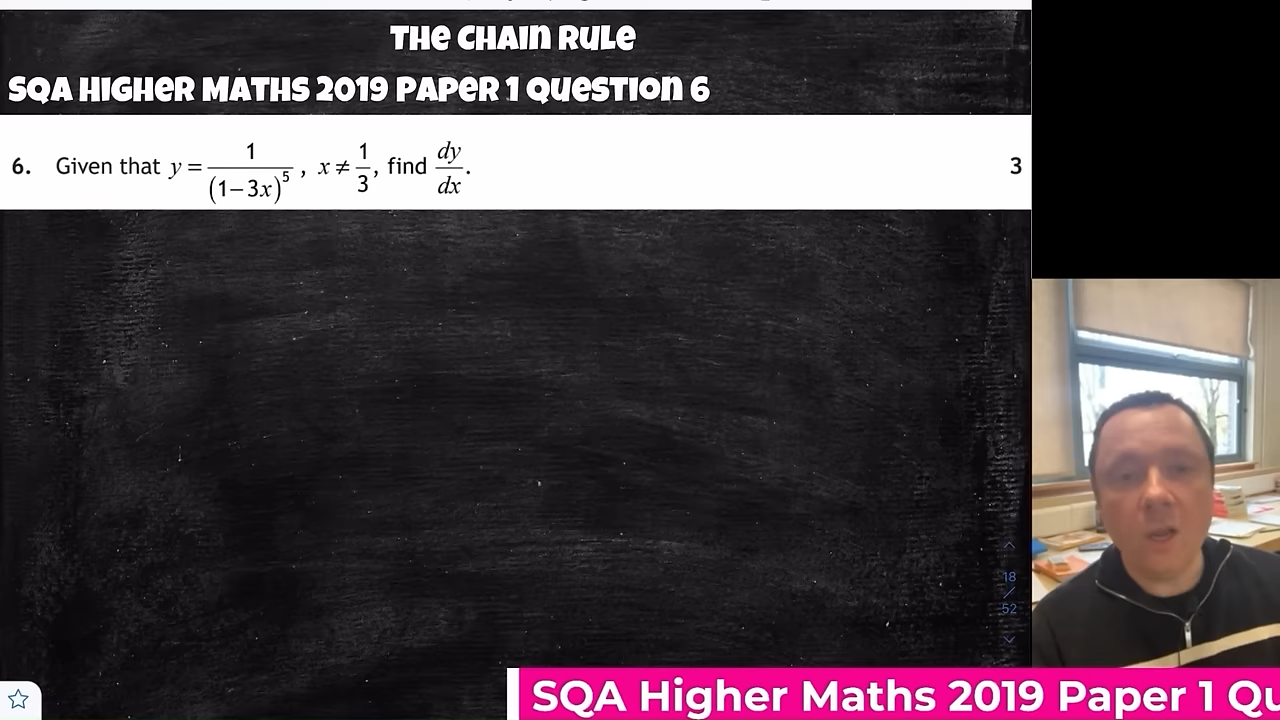 THE CHAIN RULE
SQA HIGHER MATHS 2019 PAPER 1 QUESTION 6
6. Given that y = 1/(1−3x)^5 , x ≠ 1/3, find dy/dx. 3
18
/
52
SQA Higher Maths 2019 Paper 1 Qu